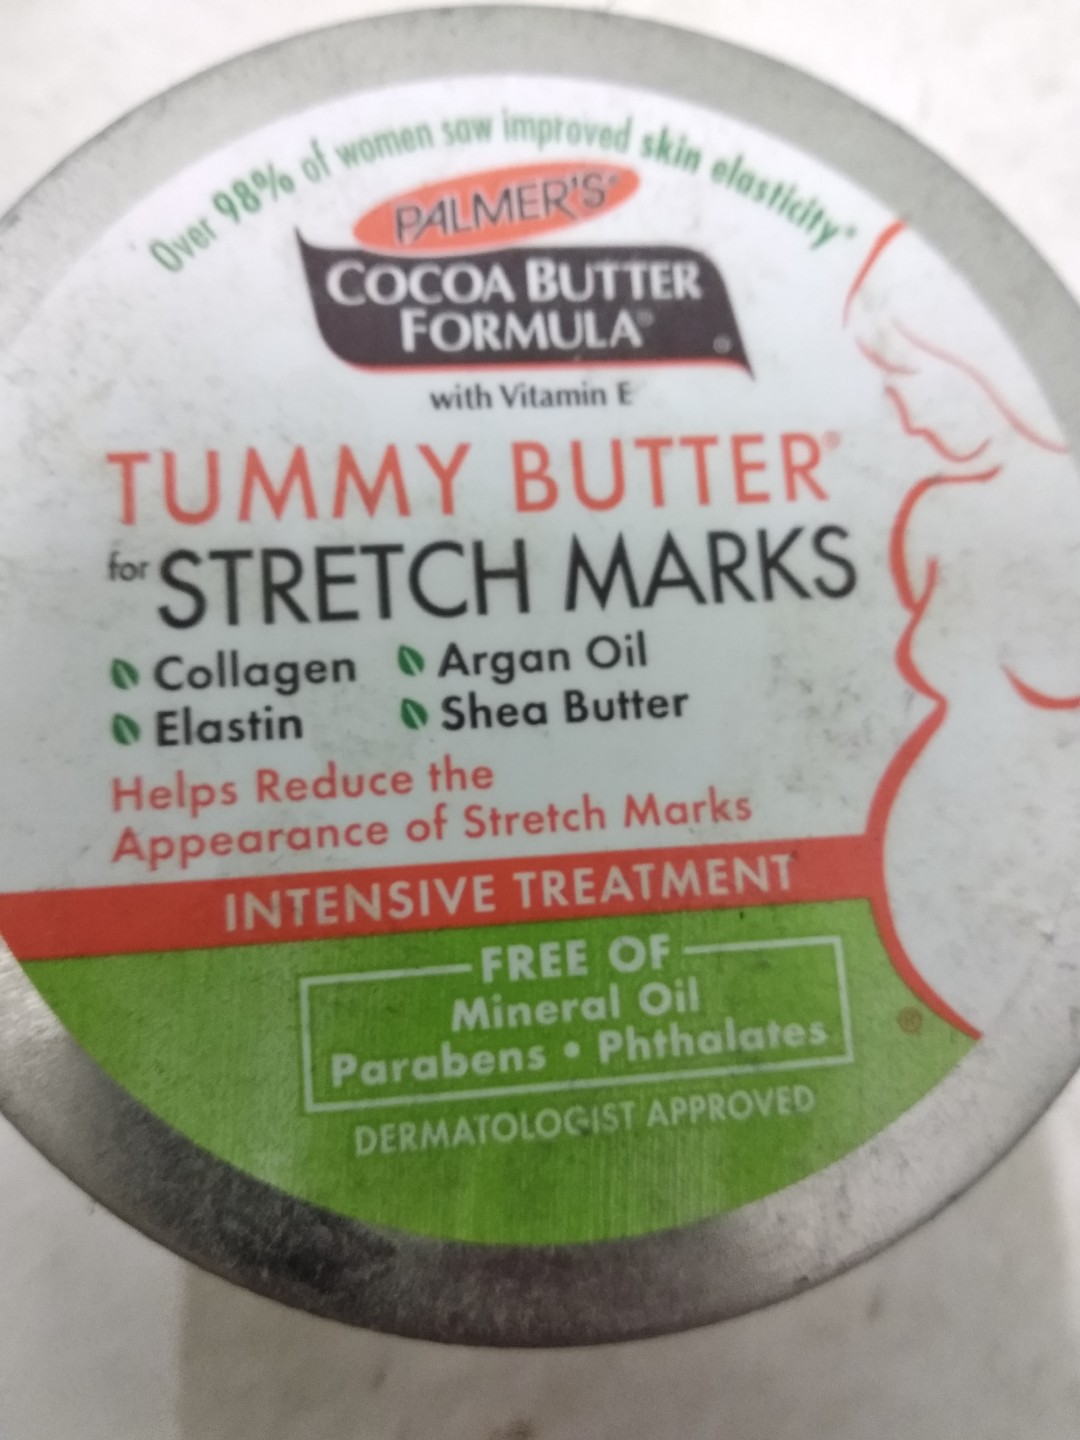 Over 98% of women saw improved skin elasticity*
PALMER'S®
COCOA BUTTER
FORMULA®
®
with Vitamin E
TUMMY BUTTER®
for STRETCH MARKS
Collagen Argan Oil
Elastin Shea Butter
Helps Reduce the
Appearance of Stretch Marks
INTENSIVE TREATMENT
FREE OF
Mineral Oil
Parabens • Phthalates
®
DERMATOLOGIST APPROVED